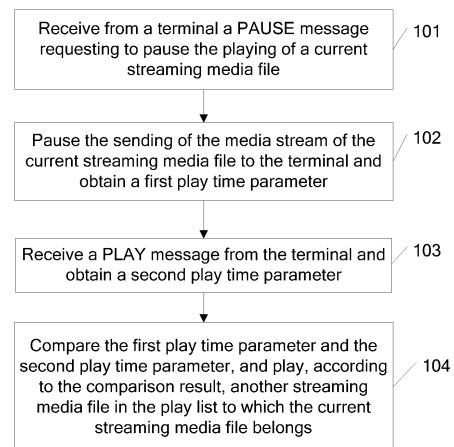 Receive from a terminal a PAUSE message
requesting to pause the playing of a current
streaming media file
101
Pause the sending of the media stream of the
current streaming media file to the terminal and
obtain a first play time parameter
102
Receive a PLAY message from the terminal and
obtain a second play time parameter
103
Compare the first play time parameter and the
second play time parameter, and play, according
to the comparison result, another streaming
media file in the play list to which the current
streaming media file belongs
104